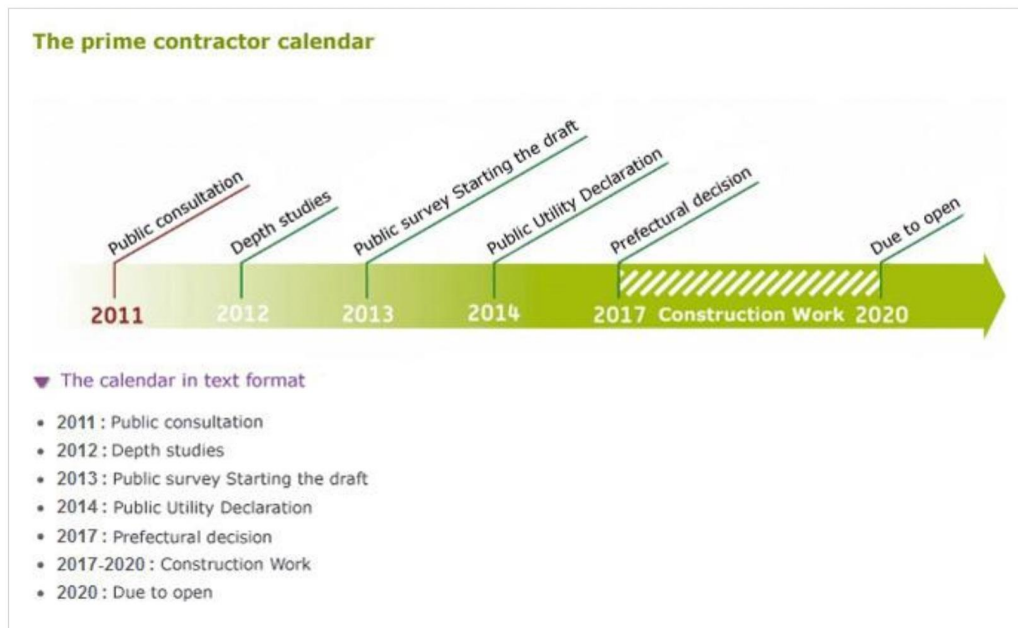 The prime contractor calendar
Public consultation
Depth studies
Public survey Starting the draft
Public Utility Declaration
Prefectural decision
Due to open
2011 2012 2013 2014 2017 Construction Work 2020
The calendar in text format
2011 : Public consultation
2012 : Depth studies
2013 : Public survey Starting the draft
2014 : Public Utility Declaration
2017 : Prefectural decision
2017-2020 : Construction Work
2020 : Due to open